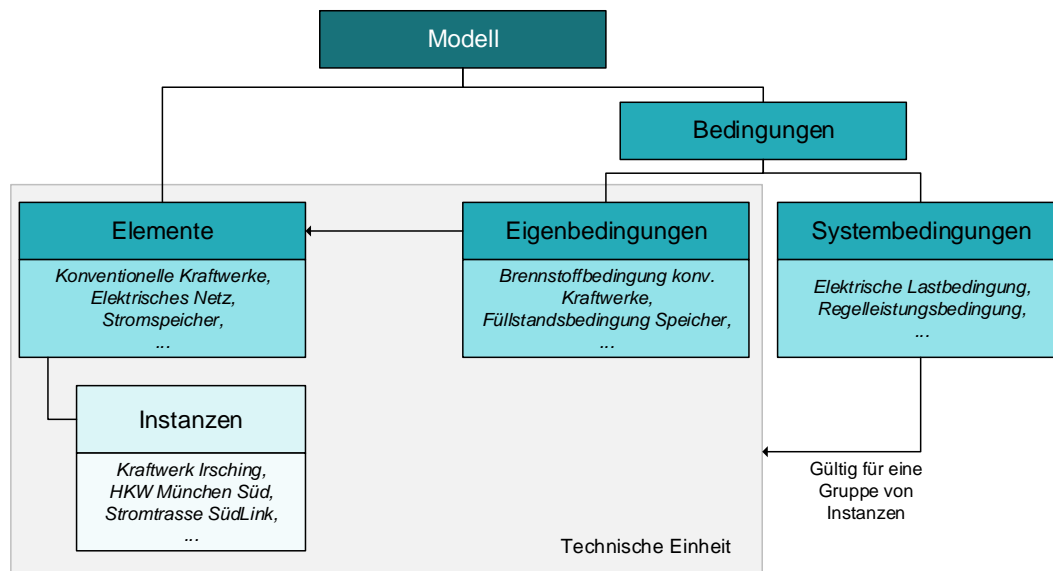 Modell
Bedingungen
Elemente
Konventionelle Kraftwerke,
Elektrisches Netz,
Stromspeicher,
...
Eigenbedingungen
Brennstoffbedingung konv.
Kraftwerke,
Füllstandsbedingung Speicher,
...
Systembedingungen
Elektrische Lastbedingung,
Regelleistungsbedingung,
...
Instanzen
Kraftwerk Irsching,
HKW München Süd,
Stromtrasse SüdLink,
...
Gültig für eine
Gruppe von
Instanzen
Technische Einheit